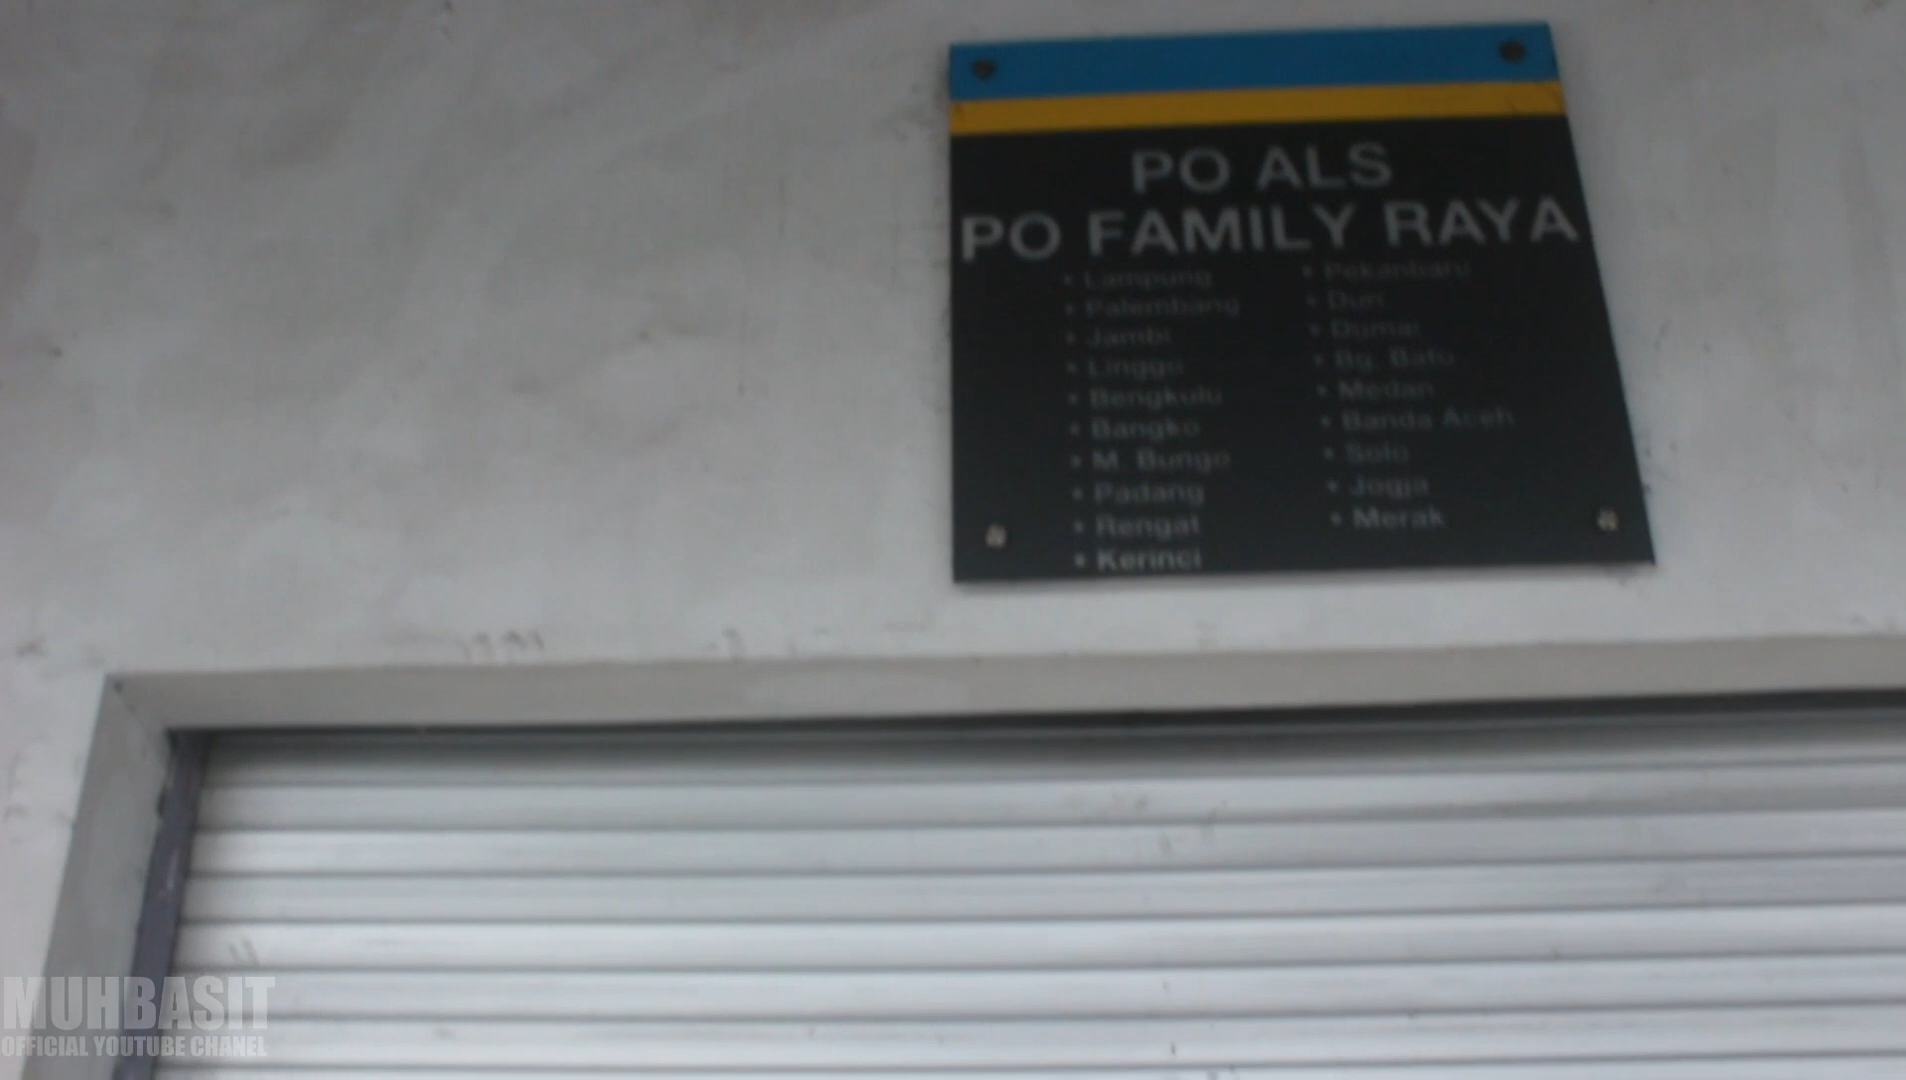 PO ALS
PO FAMILY RAYA
• Lampung
• Palembang
• Jambi
• Linggu
• Bengkulu
• Bangko
• M. Bungo
• Padang
• Rengat
• Kerinci
• Pekanbaru
• Duri
• Dumai
• Bg. Batu
• Medan
• Banda Aceh
• Solo
• Jogja
• Merak
MUHBASIT
OFFICIAL YOUTUBE CHANEL